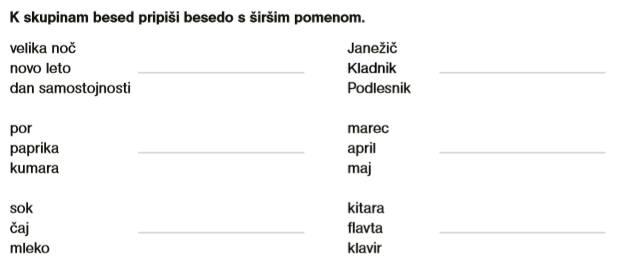 K skupinam besed pripiši besedo s širšim pomenom.
velika noč
novo leto
dan samostojnosti
Janežič
Kladnik
Podlesnik
por
paprika
kumara
marec
april
maj
sok
čaj
mleko
kitara
flavta
klavir